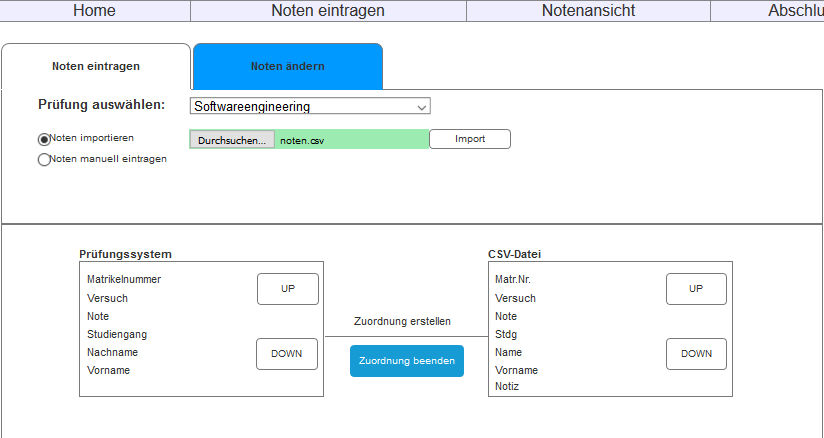 Home Noten eintragen Notenansicht Abschlu
Noten eintragen Noten ändern
Prüfung auswählen: Softwareengineering
Noten importieren Durchsuchen... noten.csv Import
Noten manuell eintragen
Prüfungssystem CSV-Datei
Matrikelnummer UP Matr.Nr. UP
Versuch Versuch
Note Zuordnung erstellen Note
Studiengang Stdg
Nachname DOWN Zuordnung beenden Name DOWN
Vorname Vorname
Notiz